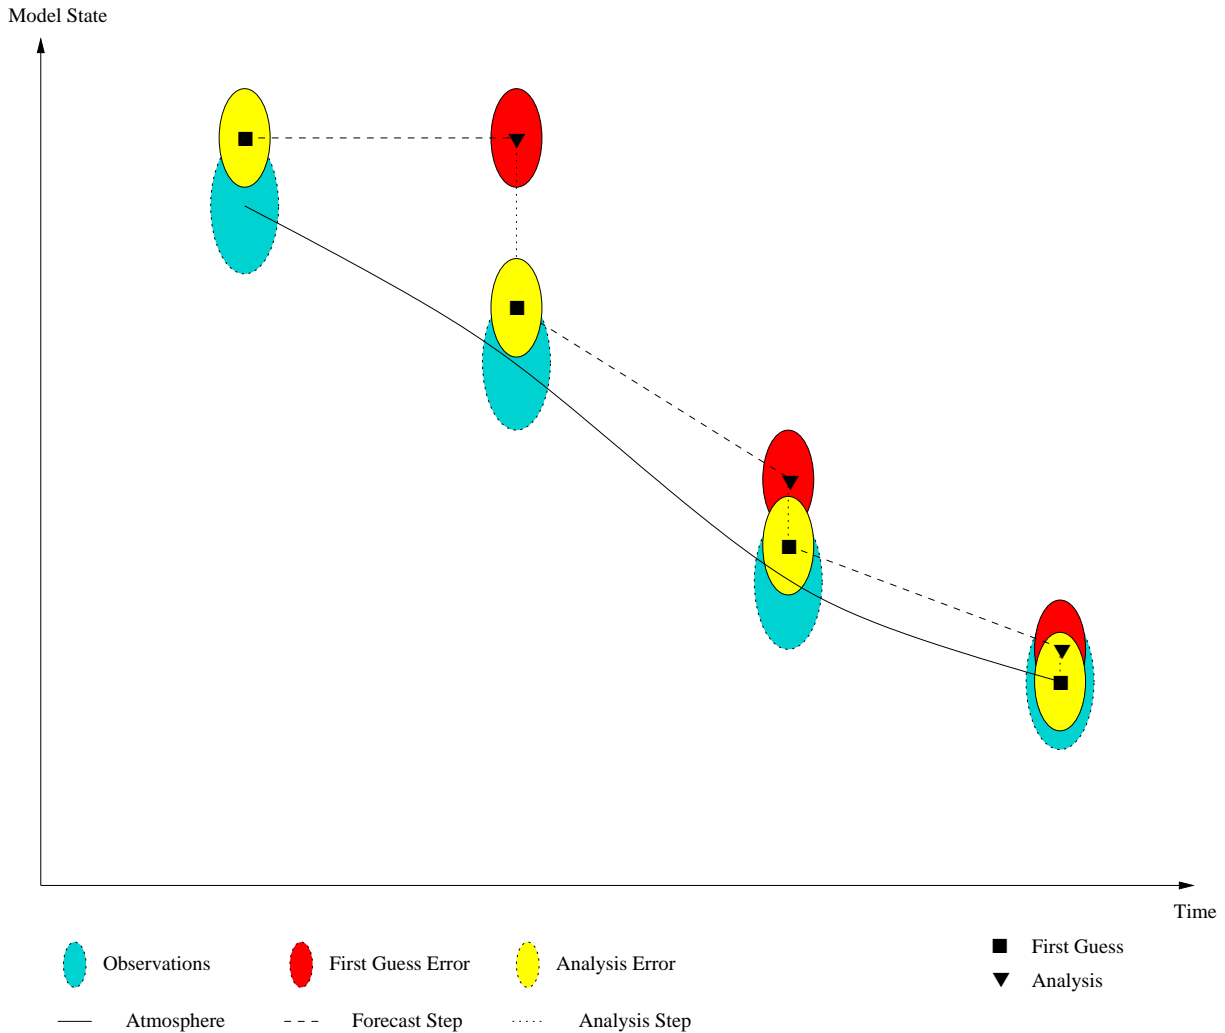 Model State
Time
Observations
First Guess Error
Analysis Error
First Guess
Analysis
Atmosphere
Forecast Step
Analysis Step